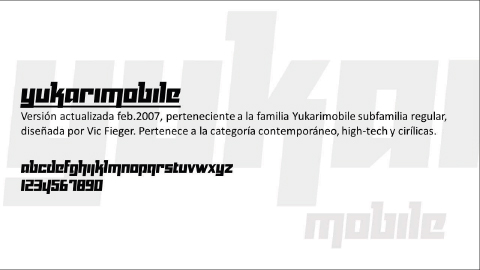 yukarimobile
Versión actualizada feb.2007, perteneciente a la familia Yukarimobile subfamilia regular,
diseñada por Vic Fieger. Pertenece a la categoría contemporáneo, high-tech y cirílicas.
abcdefghijklmnopqrstuvwxyz
1234567890
yukari
mobile